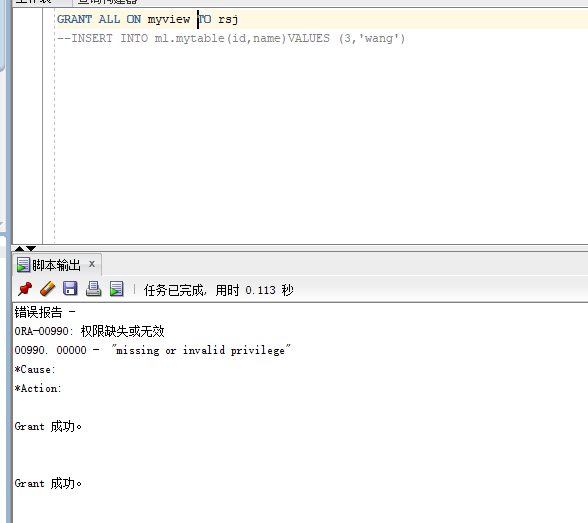 GRANT ALL ON myview TO rsj
--INSERT INTO ml.mytable(id,name)VALUES (3,'wang')
脚本输出 x
任务已完成, 用时 0.113 秒
错误报告 -
ORA-00990: 权限缺失或无效
00990. 00000 - "missing or invalid privilege"
*Cause:
*Action:
Grant 成功。
Grant 成功。